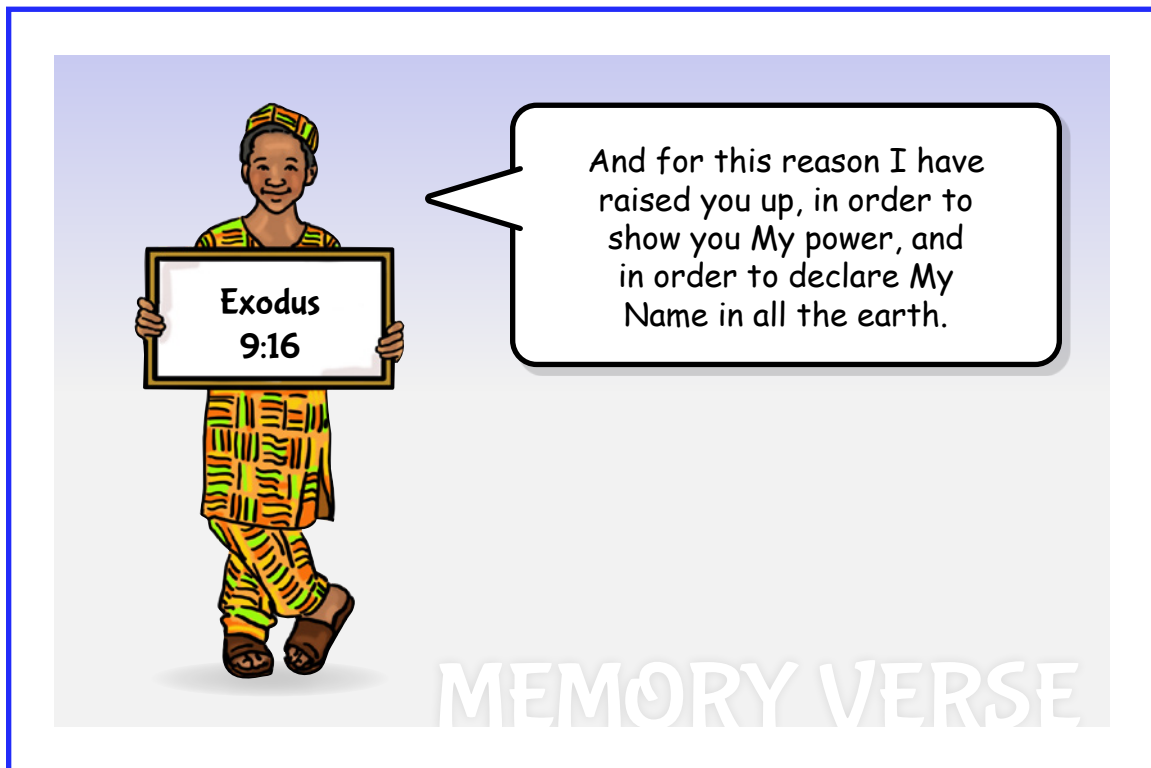 Exodus
9:16
And for this reason I have
raised you up, in order to
show you My power, and
in order to declare My
Name in all the earth.
MEMORY VERSE